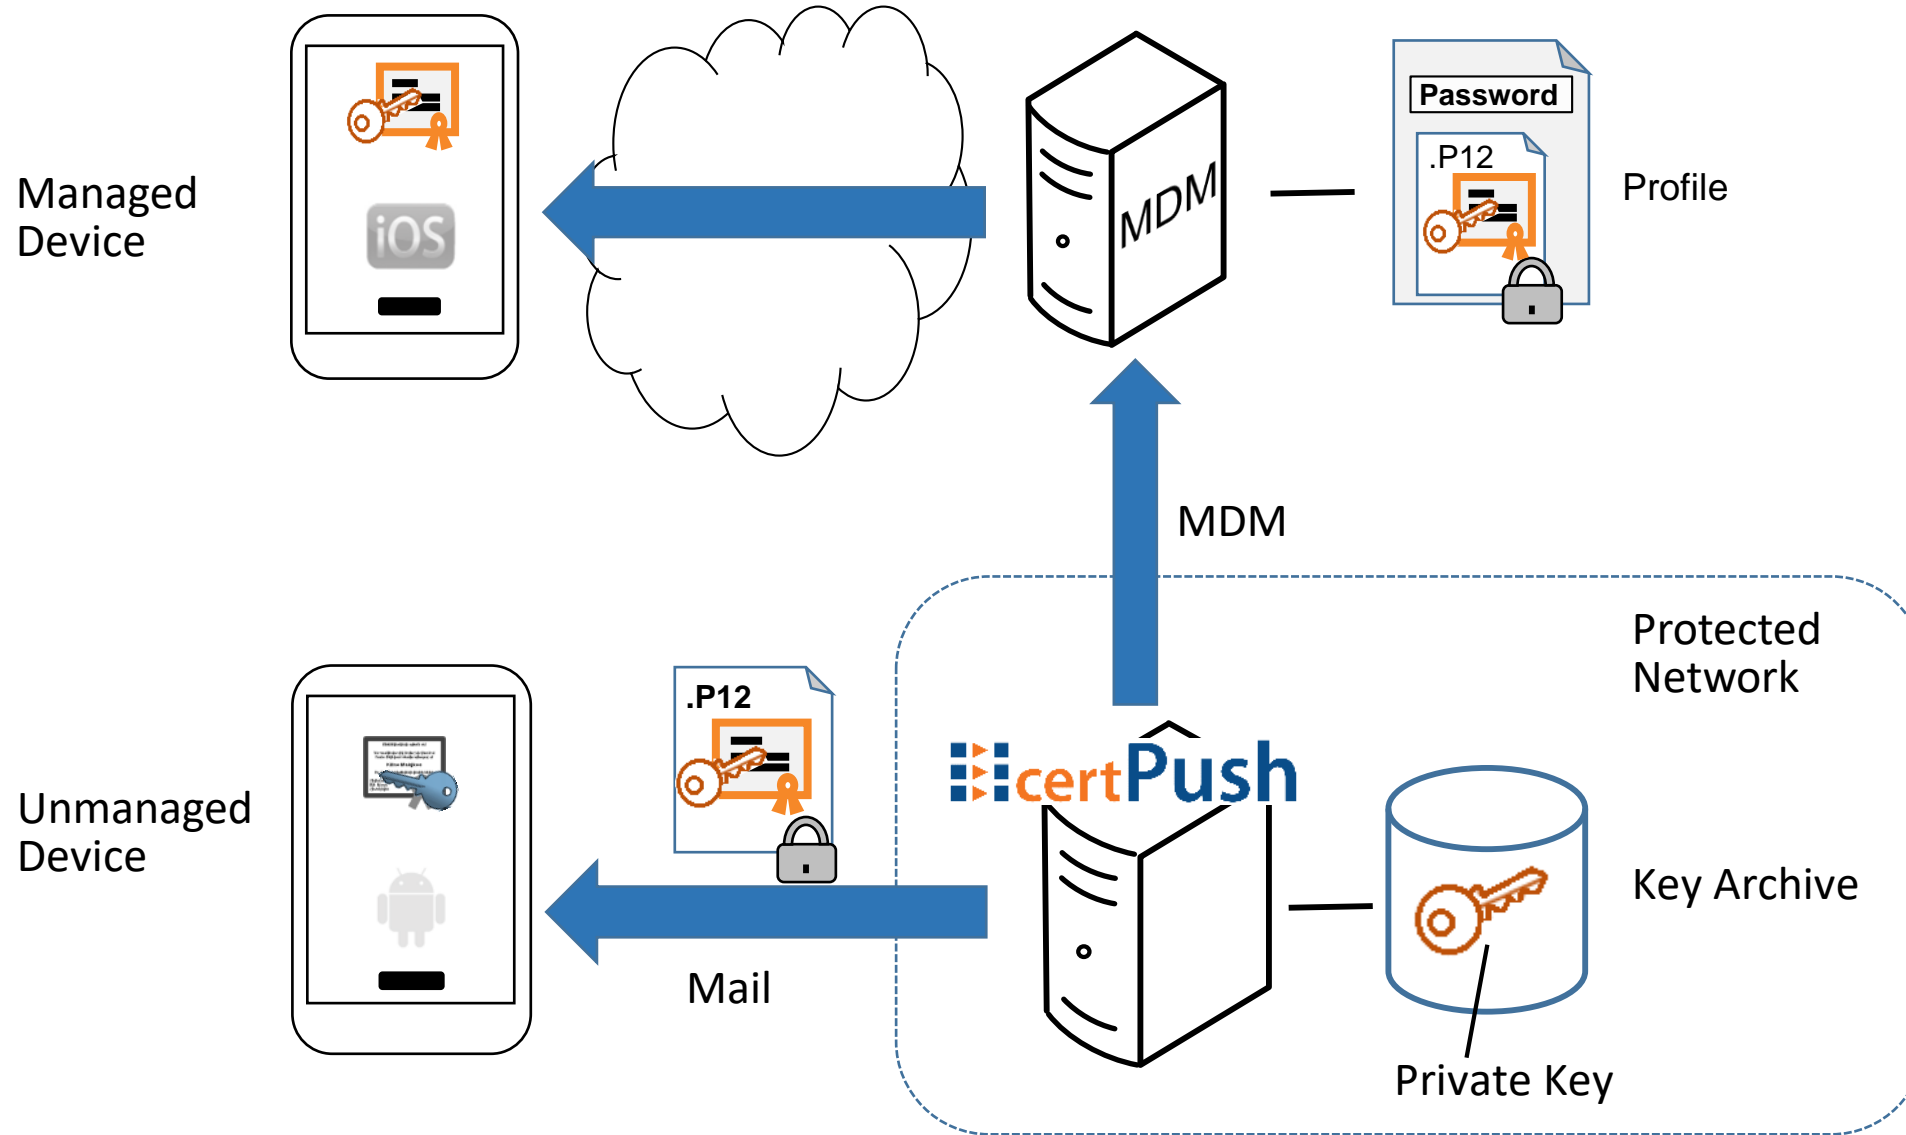 Password
.P12
Managed
Device
iOS
MDM
Profile
MDM
Protected
Network
.P12
certPush
Unmanaged
Device
Key Archive
Mail
Private Key